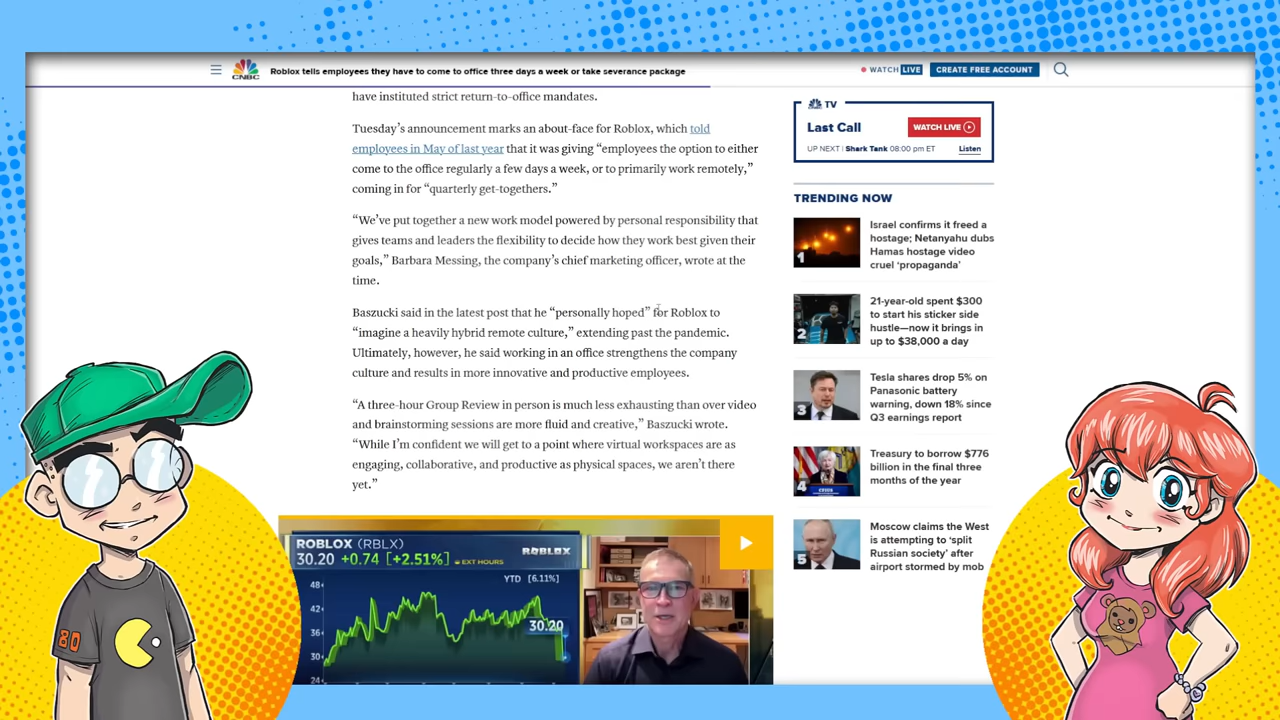 CNBC
Roblox tells employees they have to come to office three days a week or take severance package
WATCH LIVE
CREATE FREE ACCOUNT
have instituted strict return-to-office mandates.
Tuesday’s announcement marks an about-face for Roblox, which told
employees in May of last year that it was giving “employees the option to either
come to the office regularly a few days a week, or to primarily work remotely,”
coming in for “quarterly get-togethers.”
“We’ve put together a new work model powered by personal responsibility that
gives teams and leaders the flexibility to decide how they work best given their
goals,” Barbara Messing, the company’s chief marketing officer, wrote at the
time.
Baszucki said in the latest post that he “personally hoped” for Roblox to
“imagine a heavily hybrid remote culture,” extending past the pandemic.
Ultimately, however, he said working in an office strengthens the company
culture and results in more innovative and productive employees.
“A three-hour Group Review in person is much less exhausting than over video
and brainstorming sessions are more fluid and creative,” Baszucki wrote.
“While I’m confident we will get to a point where virtual workspaces are as
engaging, collaborative, and productive as physical spaces, we aren’t there
yet.”
ROBLOX (RBLX)
30.20 +0.74 [+2.51%] EXT HOURS
ROBLOX
YTD [6.11%]
48
42
36
30
24
30.20
TV
Last Call
WATCH LIVE
UP NEXT | Shark Tank 08:00 pm ET
Listen
TRENDING NOW
1
Israel confirms it freed a
hostage; Netanyahu dubs
Hamas hostage video
cruel ‘propaganda’
2
21-year-old spent $300
to start his sticker side
hustle—now it brings in
up to $38,000 a day
3
Tesla shares drop 5% on
Panasonic battery
warning, down 18% since
Q3 earnings report
4
Treasury to borrow $776
billion in the final three
months of the year
5
Moscow claims the West
is attempting to ‘split
Russian society’ after
airport stormed by mob
80